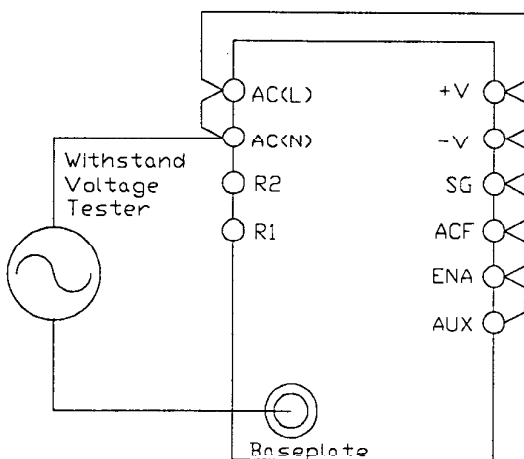 AC(L)
+V
AC(N)
-V
Withstand
Voltage
Tester
R2
SG
R1
ACF
ENA
AUX
Baseplate